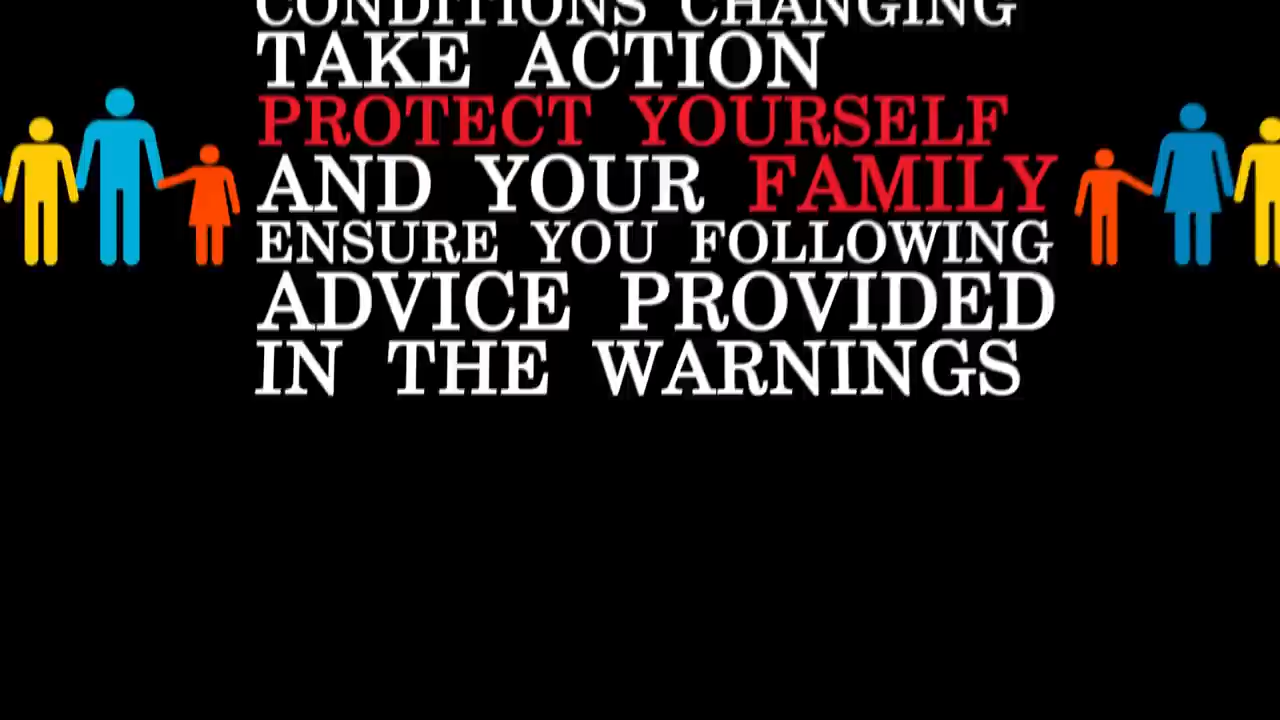 CONDITIONS CHANGING
TAKE ACTION
PROTECT YOURSELF
AND YOUR FAMILY
ENSURE YOU FOLLOWING
ADVICE PROVIDED
IN THE WARNINGS